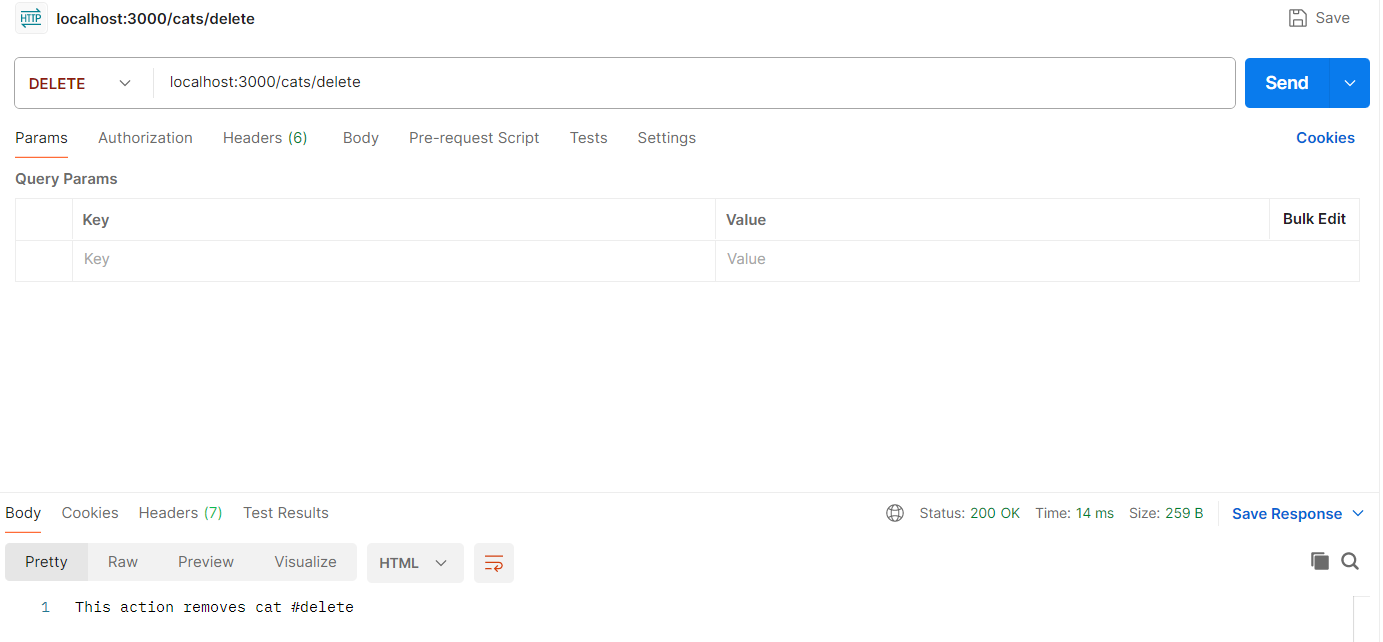 HTTP localhost:3000/cats/delete Save
DELETE localhost:3000/cats/delete Send
Params Authorization Headers (6) Body Pre-request Script Tests Settings Cookies
Query Params
Key Value Bulk Edit
Key Value
Body Cookies Headers (7) Test Results Status: 200 OK Time: 14 ms Size: 259 B Save Response
Pretty Raw Preview Visualize HTML
1 This action removes cat #delete